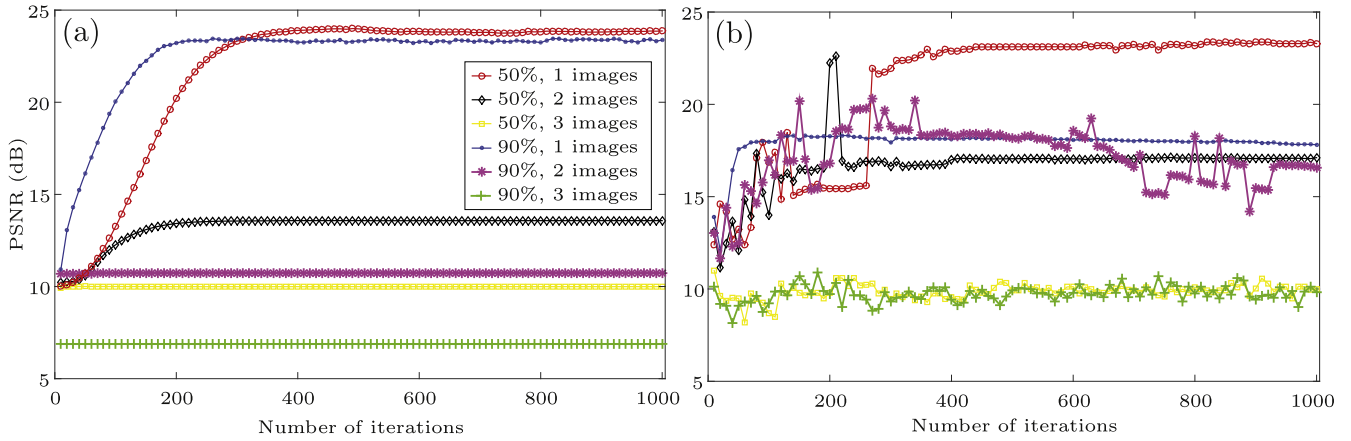 (a)
25
20
15
10
5
PSNR (dB)
50%, 1 images
50%, 2 images
50%, 3 images
90%, 1 images
90%, 2 images
90%, 3 images
0
200
400
600
800
1000
Number of iterations
(b)
25
20
15
10
5
0
200
400
600
800
1000
Number of iterations